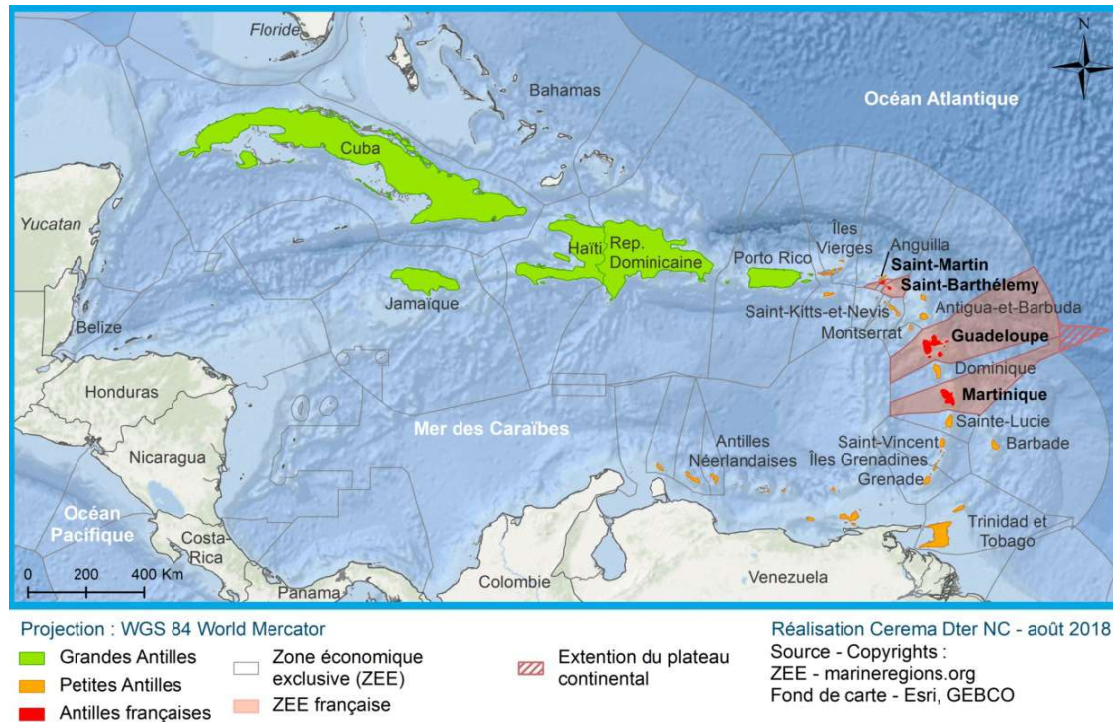 Floride
N
Bahamas
Océan Atlantique
Cuba
Yucatan
Haïti
Rep.
Dominicaine
Porto Rico
Îles
Vierges
Anguilla
Saint-Martin
Saint-Barthélemy
Jamaïque
Saint-Kitts-et-Nevis
Antigua-et-Barbuda
Montserrat
Belize
Guadeloupe
Dominique
Honduras
Martinique
Mer des Caraïbes
Sainte-Lucie
Nicaragua
Antilles
Néerlandaises
Saint-Vincent
Barbade
Îles Grenadines
Grenade
Océan
Pacifique
Costa-
Rica
Trinidad et
Tobago
0 200 400 Km
Panama
Colombie
Venezuela
Projection : WGS 84 World Mercator
Grandes Antilles
Petites Antilles
Antilles françaises
Zone économique
exclusive (ZEE)
ZEE française
Extention du plateau
continental
Réalisation Cerema Dter NC - août 2018
Source - Copyrights :
ZEE - marineregions.org
Fond de carte - Esri, GEBCO